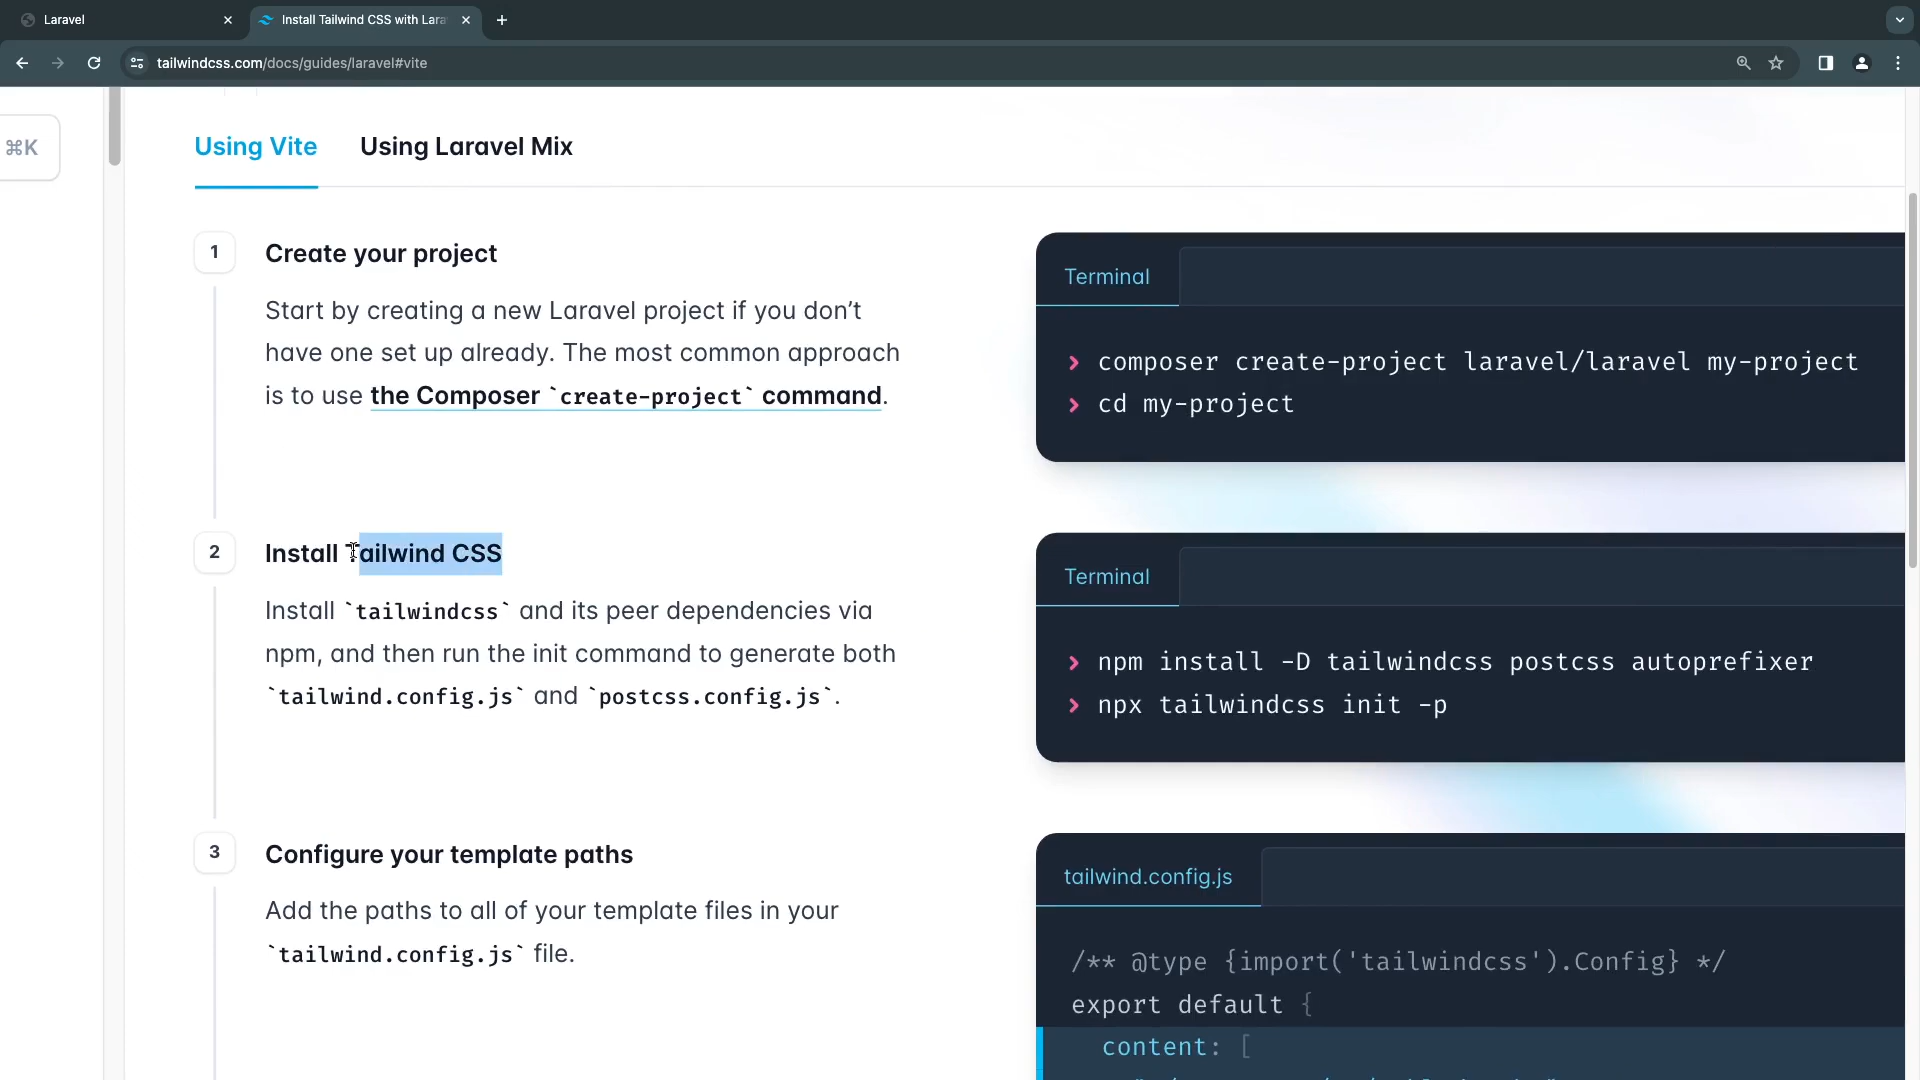 Laravel
Install Tailwind CSS with Lara
tailwindcss.com/docs/guides/laravel#vite
⌘K
Using Vite
Using Laravel Mix
1
Create your project
Start by creating a new Laravel project if you don’t
have one set up already. The most common approach
is to use the Composer `create-project` command.
Terminal
> composer create-project laravel/laravel my-project
> cd my-project
2
Install Tailwind CSS
Install `tailwindcss` and its peer dependencies via
npm, and then run the init command to generate both
`tailwind.config.js` and `postcss.config.js`.
Terminal
> npm install -D tailwindcss postcss autoprefixer
> npx tailwindcss init -p
3
Configure your template paths
Add the paths to all of your template files in your
`tailwind.config.js` file.
tailwind.config.js
/** @type {import('tailwindcss').Config} */
export default {
content: [